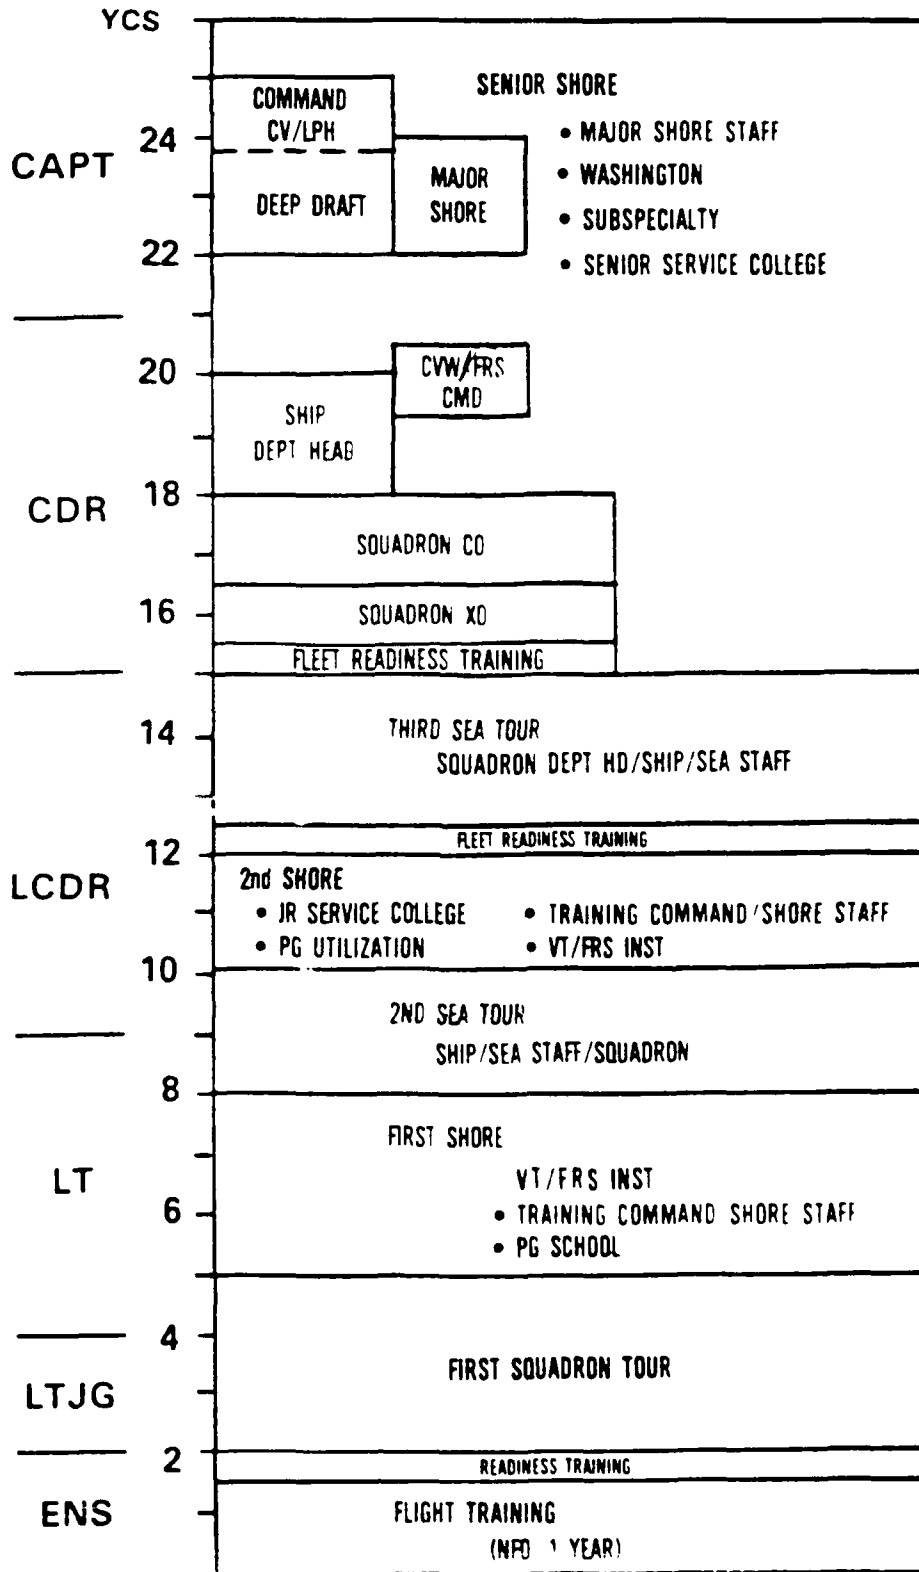 YCS
COMMAND
CV/LPH
SENIOR SHORE
24
• MAJOR SHORE STAFF
CAPT
DEEP DRAFT
MAJOR
SHORE
• WASHINGTON
• SUBSPECIALTY
22
• SENIOR SERVICE COLLEGE
20
CVW/FRS
CMD
SHIP
DEPT HEAD
CDR
18
SQUADRON CO
16
SQUADRON XO
FLEET READINESS TRAINING
14
THIRD SEA TOUR
SQUADRON DEPT HD/SHIP/SEA STAFF
FLEET READINESS TRAINING
12
LCDR
2nd SHORE
• JR SERVICE COLLEGE
• TRAINING COMMAND/SHORE STAFF
• PG UTILIZATION
• VT/FRS INST
10
2ND SEA TOUR
SHIP/SEA STAFF/SQUADRON
8
FIRST SHORE
LT
VT/FRS INST
6
• TRAINING COMMAND SHORE STAFF
• PG SCHOOL
4
FIRST SQUADRON TOUR
LTJG
2
READINESS TRAINING
ENS
FLIGHT TRAINING
(NFO 1 YEAR)